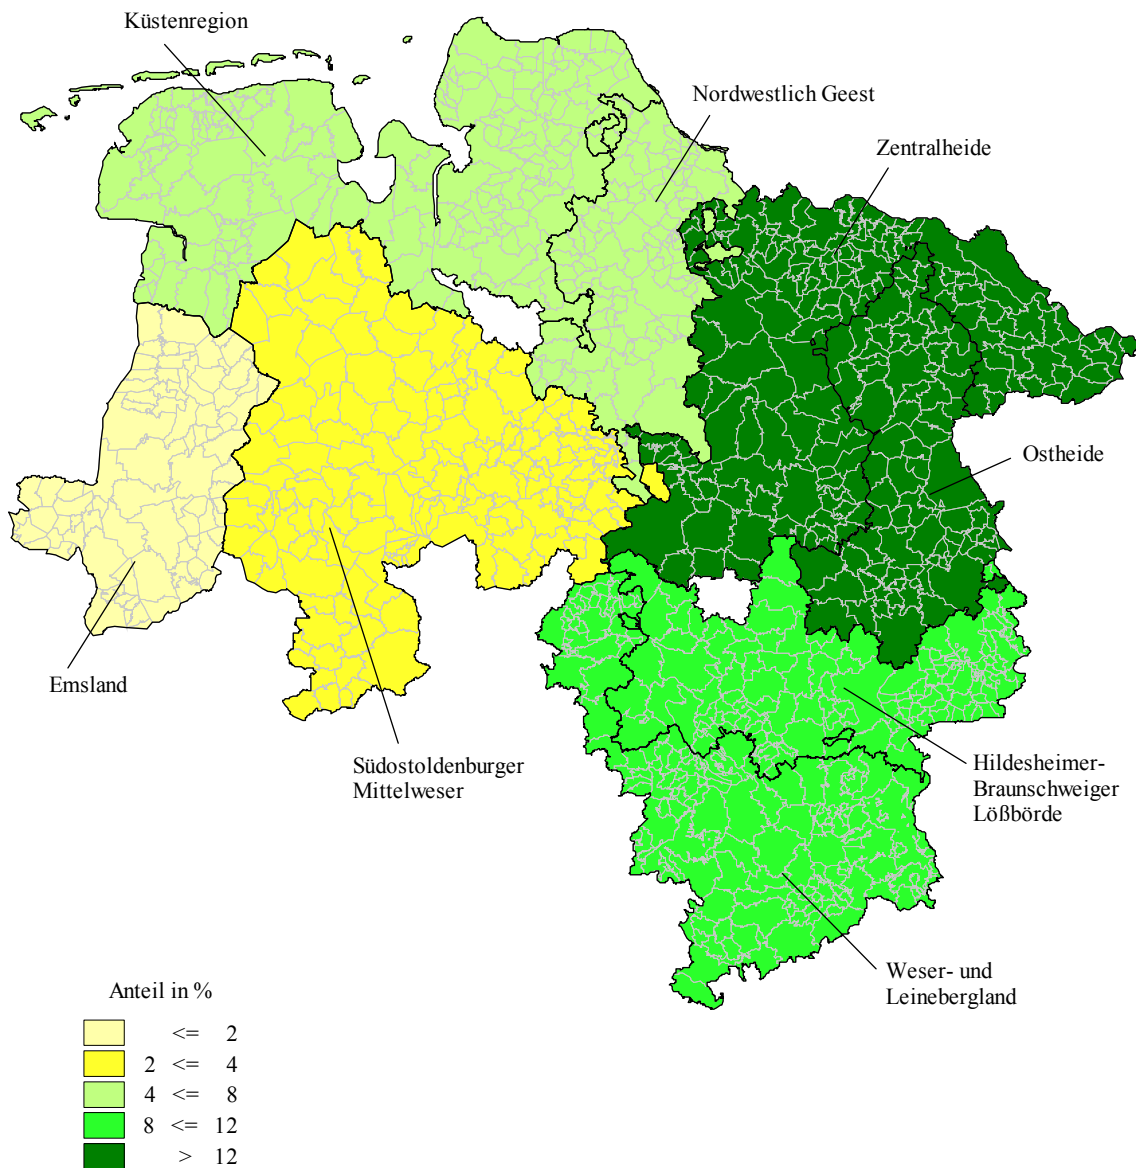 Küstenregion
Nordwestlich Geest
Zentralheide
Ostheide
Emsland
Südostoldenburger
Mittelweser
Hildesheimer-
Braunschweiger
Lößbörde
Weser- und
Leinebergland
Anteil in %
<= 2
2 <= 4
4 <= 8
8 <= 12
> 12